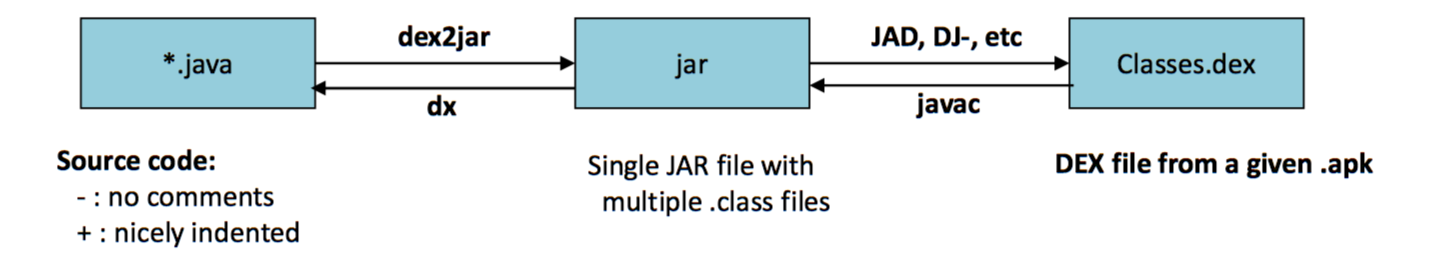 dex2jar
JAD, DJ-, etc
*.java
jar
Classes.dex
dx
javac
Source code:
- : no comments
+ : nicely indented
Single JAR file with
multiple .class files
DEX file from a given .apk